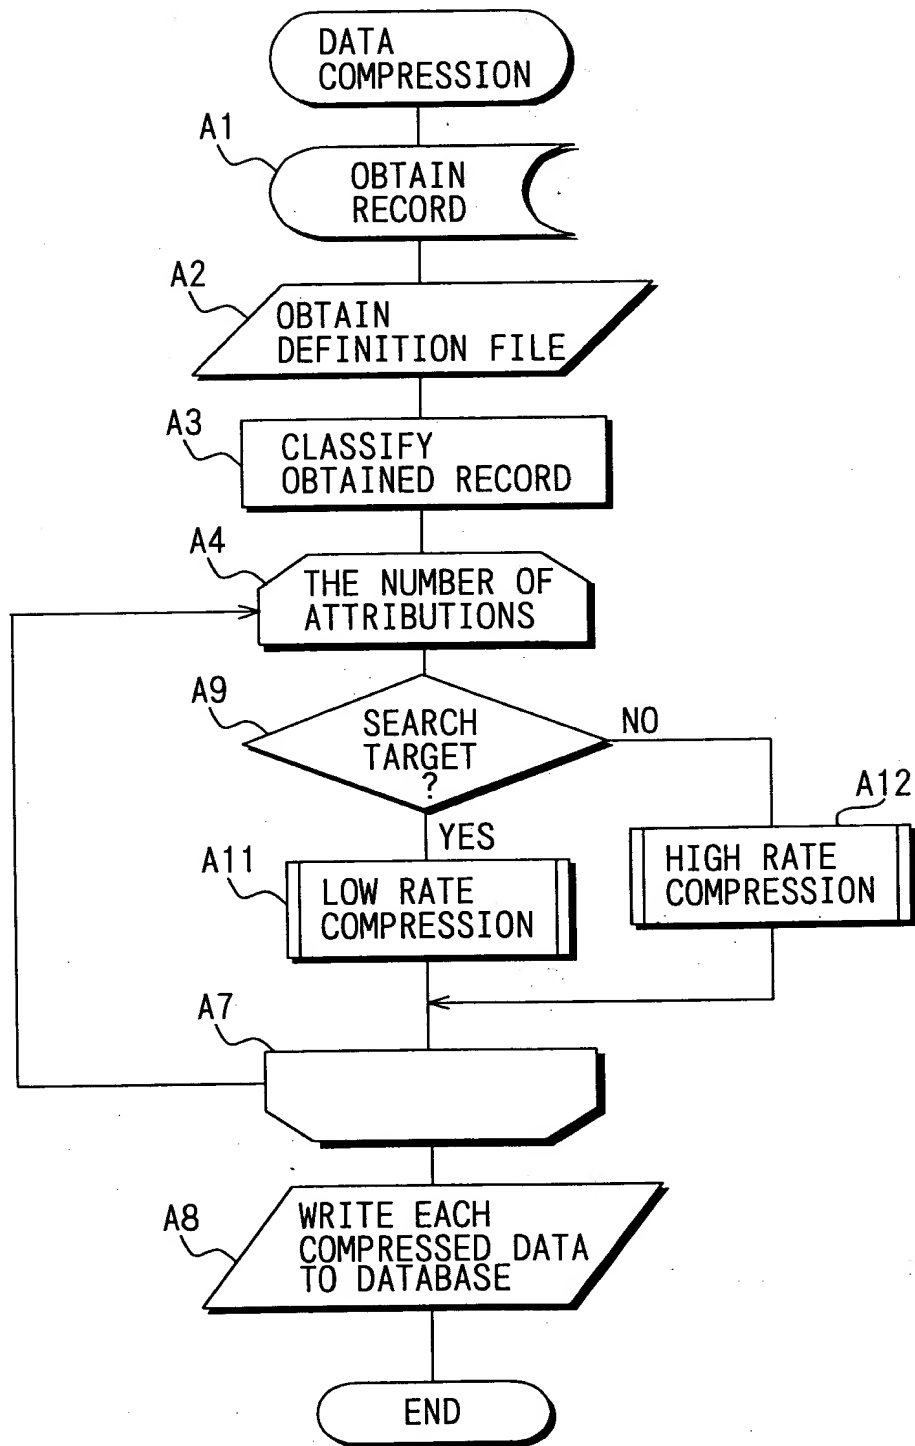 DATA
COMPRESSION
A1
OBTAIN
RECORD
A2
OBTAIN
DEFINITION FILE
A3
CLASSIFY
OBTAINED RECORD
A4
THE NUMBER OF
ATTRIBUTIONS
A9
SEARCH
TARGET
?
NO
YES
A12
HIGH RATE
COMPRESSION
A11
LOW RATE
COMPRESSION
A7
A8
WRITE EACH
COMPRESSED DATA
TO DATABASE
END